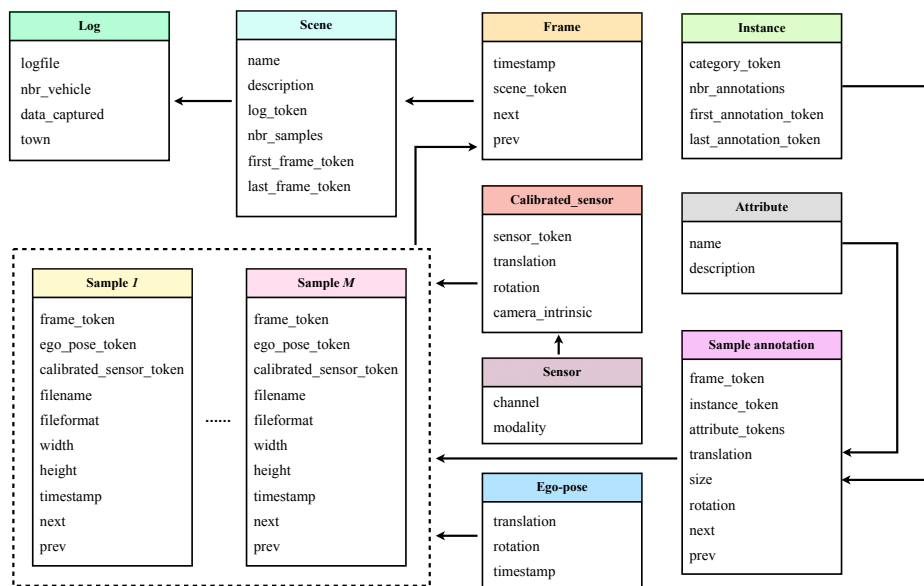 Log
logfile
nbr_vehicle
data_captured
town
Scene
name
description
log_token
nbr_samples
first_frame_token
last_frame_token
Frame
timestamp
scene_token
next
prev
Instance
category_token
nbr_annotations
first_annotation_token
last_annotation_token
Calibrated_sensor
sensor_token
translation
rotation
camera_intrinsic
Attribute
name
description
Sample 1
frame_token
ego_pose_token
calibrated_sensor_token
filename
fileformat
width
height
timestamp
next
prev
......
Sample M
frame_token
ego_pose_token
calibrated_sensor_token
filename
fileformat
width
height
timestamp
next
prev
Sensor
channel
modality
Sample annotation
frame_token
instance_token
attribute_tokens
translation
size
rotation
next
prev
Ego-pose
translation
rotation
timestamp